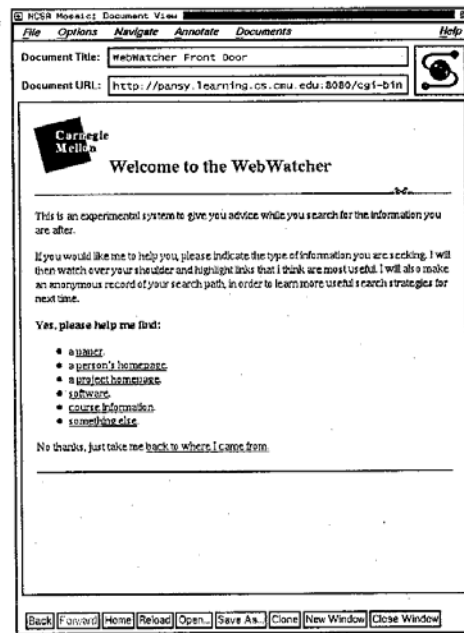 NCSA Mosaic: Document View
File Options Navigate Annotate Documents Help
Document Title: WebWatcher Front Door
Document URL: http://pansy.learning.cs.cmu.edu:8080/cgi-bin
Carnegie
Mellon
Welcome to the WebWatcher
This is an experimental system to give you advice while you search for the information you
are after.
If you would like me to help you, please indicate the type of information you are seeking. I will
then watch over your shoulder and highlight links that i think are most useful. I will also make
an anonymous record of your search path, in order to learn more useful search strategies for
next time.
Yes, please help me find:
• a paper.
• a person's homepage.
• a project homepage.
• software.
• course information.
• something else.
No thanks, just take me back to where I came from.
Back Forward Home Reload Open... Save As... Clone New Window Close Window